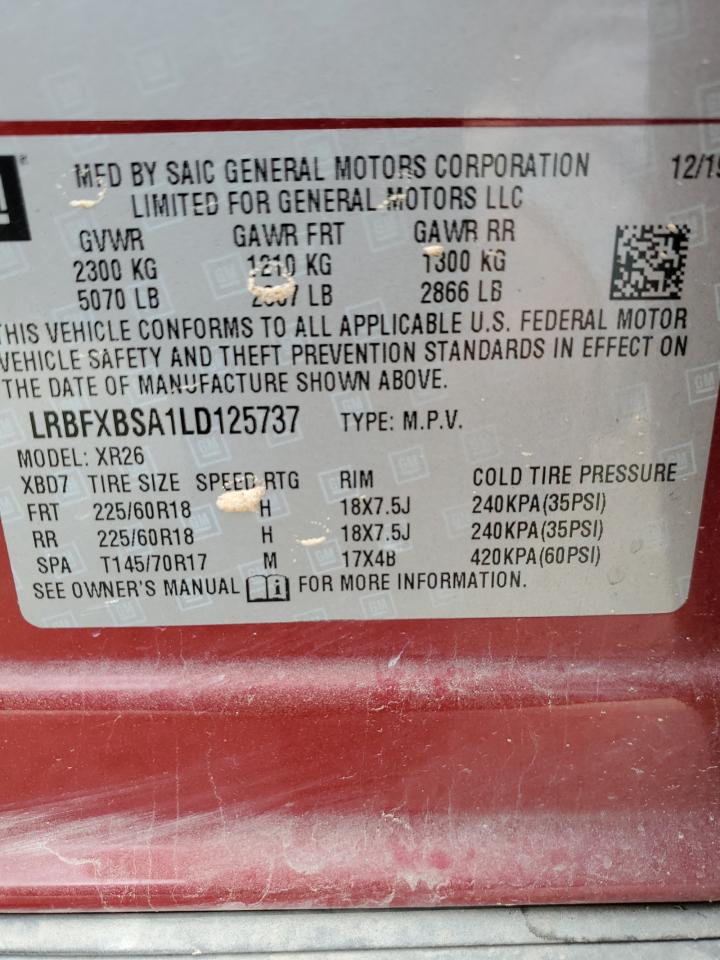 MFD BY SAIC GENERAL MOTORS CORPORATION 12/19
LIMITED FOR GENERAL MOTORS LLC
GVWR GAWR FRT GAWR RR
2300 KG 1210 KG 1300 KG
5070 LB LB 2866 LB
THIS VEHICLE CONFORMS TO ALL APPLICABLE U.S. FEDERAL MOTOR
VEHICLE SAFETY AND THEFT PREVENTION STANDARDS IN EFFECT ON
THE DATE OF MANUFACTURE SHOWN ABOVE.
LRBFXBSA1LD125737 TYPE: M.P.V.
MODEL: XR26
XBD7 TIRE SIZE SPEED RTG RIM COLD TIRE PRESSURE
FRT 225/60R18 H 18X7.5J 240KPA(35PSI)
RR 225/60R18 H 18X7.5J 240KPA(35PSI)
SPA T145/70R17 M 17X4B 420KPA(60PSI)
SEE OWNER'S MANUAL FOR MORE INFORMATION.